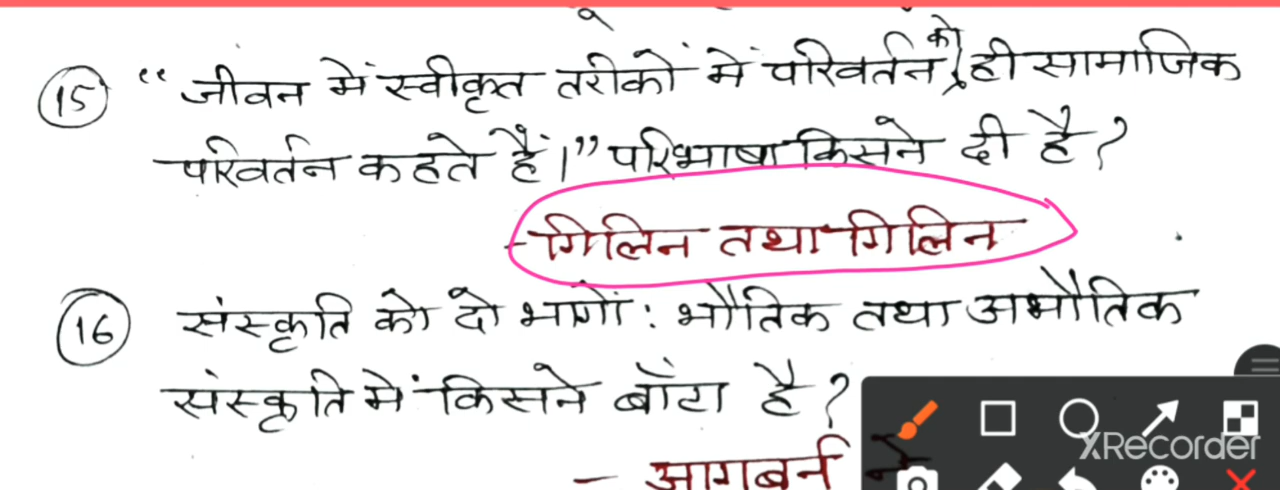 (15) “जीवन में स्वीकृत तरीकों में परिवर्तन को ही सामाजिक
परिवर्तन कहते हैं।” परिभाषा किसने दी है?
- गिलिन तथा गिलिन
(16) संस्कृति को दो भागों : भौतिक तथा अभौतिक
संस्कृति में किसने बाँटा है?
- आगबर्न ने
XRecorder